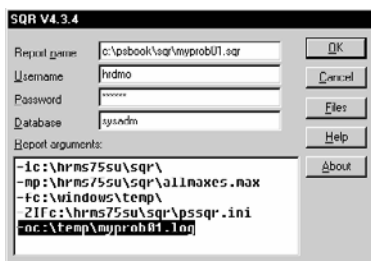 SQR V4.3.4
Report name c:\psbook\sqr\myprob01.sqr OK
Username hrdmo Cancel
Password ****** Files
Database sysadm Help
Report arguments: About
-ic:\hrms75su\sqr\
-mp:\hrms75su\sqr\allmaxes.max
-fc:\windows\temp\
-ZIFc:\hrms75su\sqr\pssqr.ini
-oc:\temp\myprob01.log